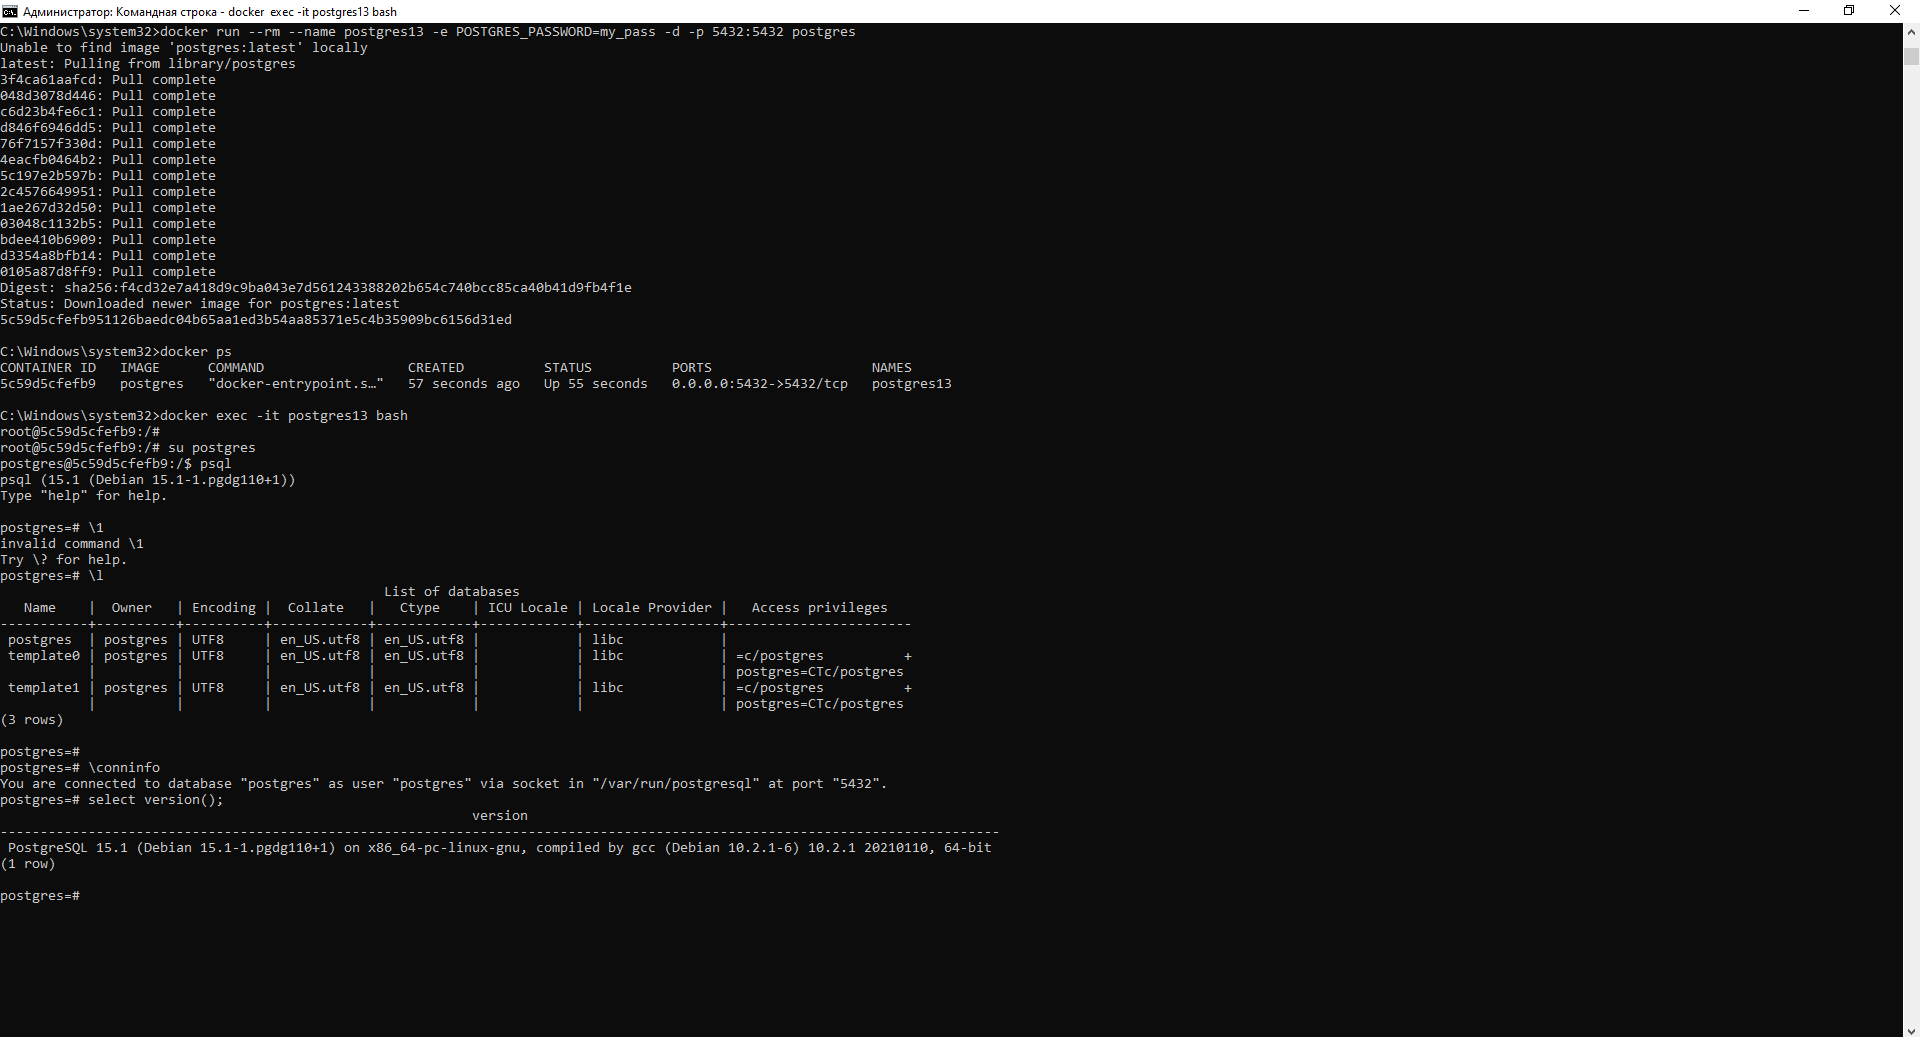 Администратор: Командная строка - docker  exec -it postgres13 bash
C:\Windows\system32>docker run --rm --name postgres13 -e POSTGRES_PASSWORD=my_pass -d -p 5432:5432 postgres
Unable to find image 'postgres:latest' locally
latest: Pulling from library/postgres
3f4ca61aafcd: Pull complete
048d3078d446: Pull complete
c6d23b4fe6c1: Pull complete
d846f6946dd5: Pull complete
76f7157f330d: Pull complete
4eacfb0464b2: Pull complete
5c197e2b597b: Pull complete
2c4576649951: Pull complete
1ae267d32d50: Pull complete
03048c1132b5: Pull complete
bdee410b6909: Pull complete
d3354a8bfb14: Pull complete
0105a87d8ff9: Pull complete
Digest: sha256:f4cd32e7a418d9c9ba043e7d561243388202b654c740bcc85ca40b41d9fb4f1e
Status: Downloaded newer image for postgres:latest
5c59d5cfefb951126baedc04b65aa1ed3b54aa85371e5c4b35909bc6156d31ed
C:\Windows\system32>docker ps
CONTAINER ID   IMAGE      COMMAND                  CREATED          STATUS          PORTS                    NAMES
5c59d5cfefb9   postgres   "docker-entrypoint.s…"   57 seconds ago   Up 55 seconds   0.0.0.0:5432->5432/tcp   postgres13
C:\Windows\system32>docker exec -it postgres13 bash
root@5c59d5cfefb9:/#
root@5c59d5cfefb9:/# su postgres
postgres@5c59d5cfefb9:/$ psql
psql (15.1 (Debian 15.1-1.pgdg110+1))
Type "help" for help.
postgres=# \1
invalid command \1
Try \? for help.
postgres=# \l
                                                List of databases
   Name    |  Owner   | Encoding |  Collate   |   Ctype    | ICU Locale | Locale Provider |   Access privileges
-----------+----------+----------+------------+------------+------------+-----------------+-----------------------
 postgres  | postgres | UTF8     | en_US.utf8 | en_US.utf8 |            | libc            |
 template0 | postgres | UTF8     | en_US.utf8 | en_US.utf8 |            | libc            | =c/postgres          +
           |          |          |            |            |            |                 | postgres=CTc/postgres
 template1 | postgres | UTF8     | en_US.utf8 | en_US.utf8 |            | libc            | =c/postgres          +
           |          |          |            |            |            |                 | postgres=CTc/postgres
(3 rows)
postgres=#
postgres=# \conninfo
You are connected to database "postgres" as user "postgres" via socket in "/var/run/postgresql" at port "5432".
postgres=# select version();
                                                           version
-----------------------------------------------------------------------------------------------------------------------------
 PostgreSQL 15.1 (Debian 15.1-1.pgdg110+1) on x86_64-pc-linux-gnu, compiled by gcc (Debian 10.2.1-6) 10.2.1 20210110, 64-bit
(1 row)
postgres=#